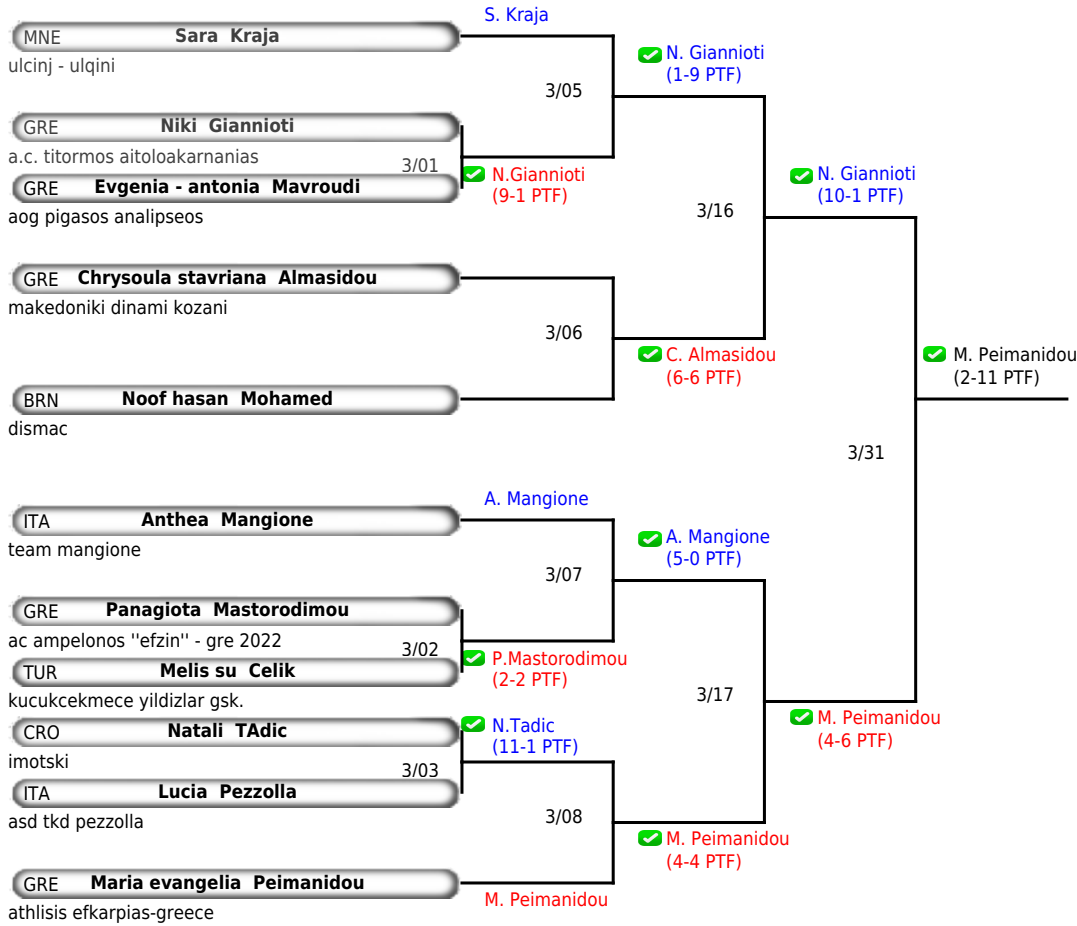 S. Kraja
MNE Sara Kraja
ulcinj - ulqini
N. Giannioti
(1-9 PTF)
3/05
GRE Niki Giannioti
a.c. titormos aitoloakarnanias
3/01
N.Giannioti
(9-1 PTF)
GRE Evgenia - antonia Mavroudi
aog pigasos analipseos
N. Giannioti
(10-1 PTF)
3/16
GRE Chrysoula stavriana Almasidou
makedoniki dinami kozani
3/06
C. Almasidou
(6-6 PTF)
M. Peimanidou
(2-11 PTF)
BRN Noof hasan Mohamed
dismac
3/31
A. Mangione
ITA Anthea Mangione
team mangione
A. Mangione
(5-0 PTF)
3/07
GRE Panagiota Mastorodimou
ac ampelonos ''efzin'' - gre 2022
3/02
P.Mastorodimou
(2-2 PTF)
TUR Melis su Celik
kucukcekmece yildizlar gsk.
3/17
M. Peimanidou
(4-6 PTF)
CRO Natali TAdic
imotski
N.Tadic
(11-1 PTF)
3/03
ITA Lucia Pezzolla
asd tkd pezzolla
3/08
M. Peimanidou
(4-4 PTF)
GRE Maria evangelia Peimanidou
athlisis efkarpias-greece
M. Peimanidou